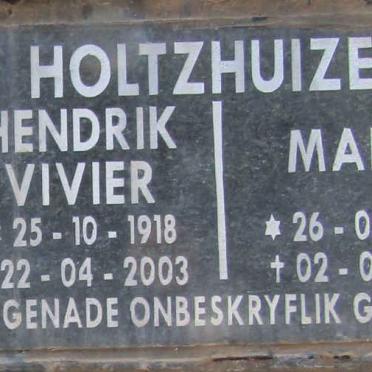 HOLTZHUIZE
HENDRIK
VIVIER
25 - 10 - 1918
22 - 04 - 2003
MA
✡ 26 - 0
† 02 - 0
GENADE ONBESKRYFLIK G